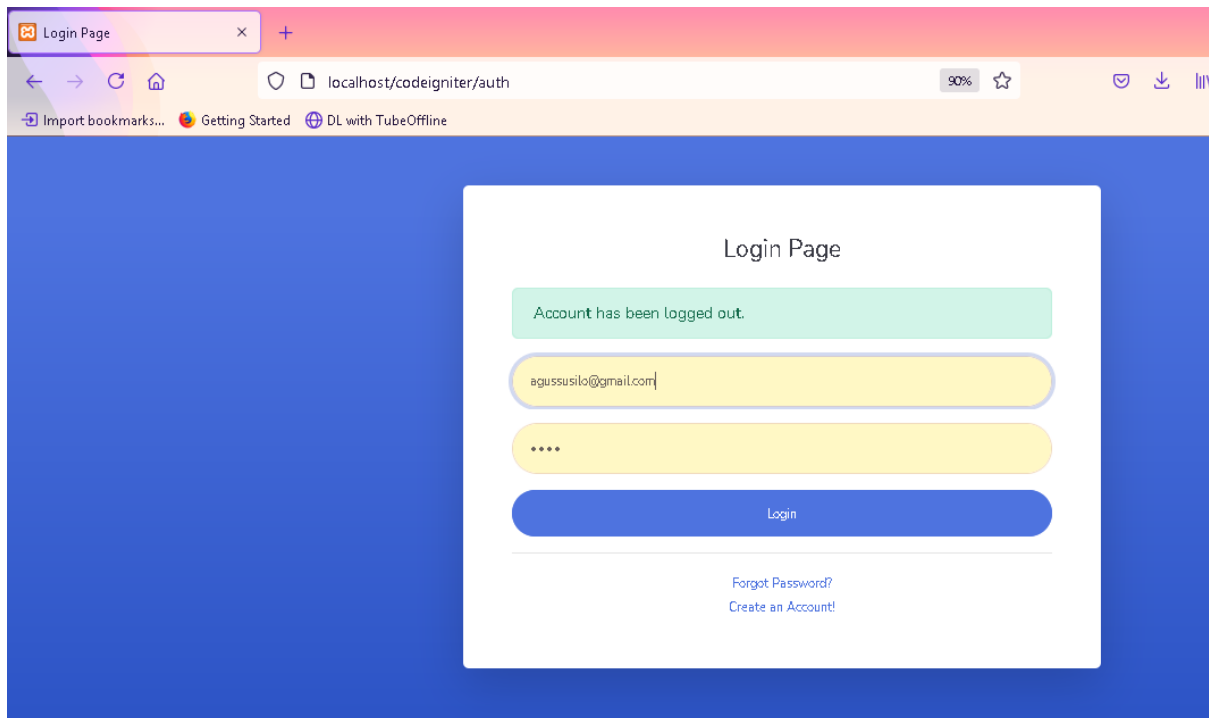 Login Page
localhost/codeigniter/auth 90%
Import bookmarks... Getting Started DL with TubeOffline
Login Page
Account has been logged out.
agussusilo@gmail.com
••••
Login
Forgot Password?
Create an Account!